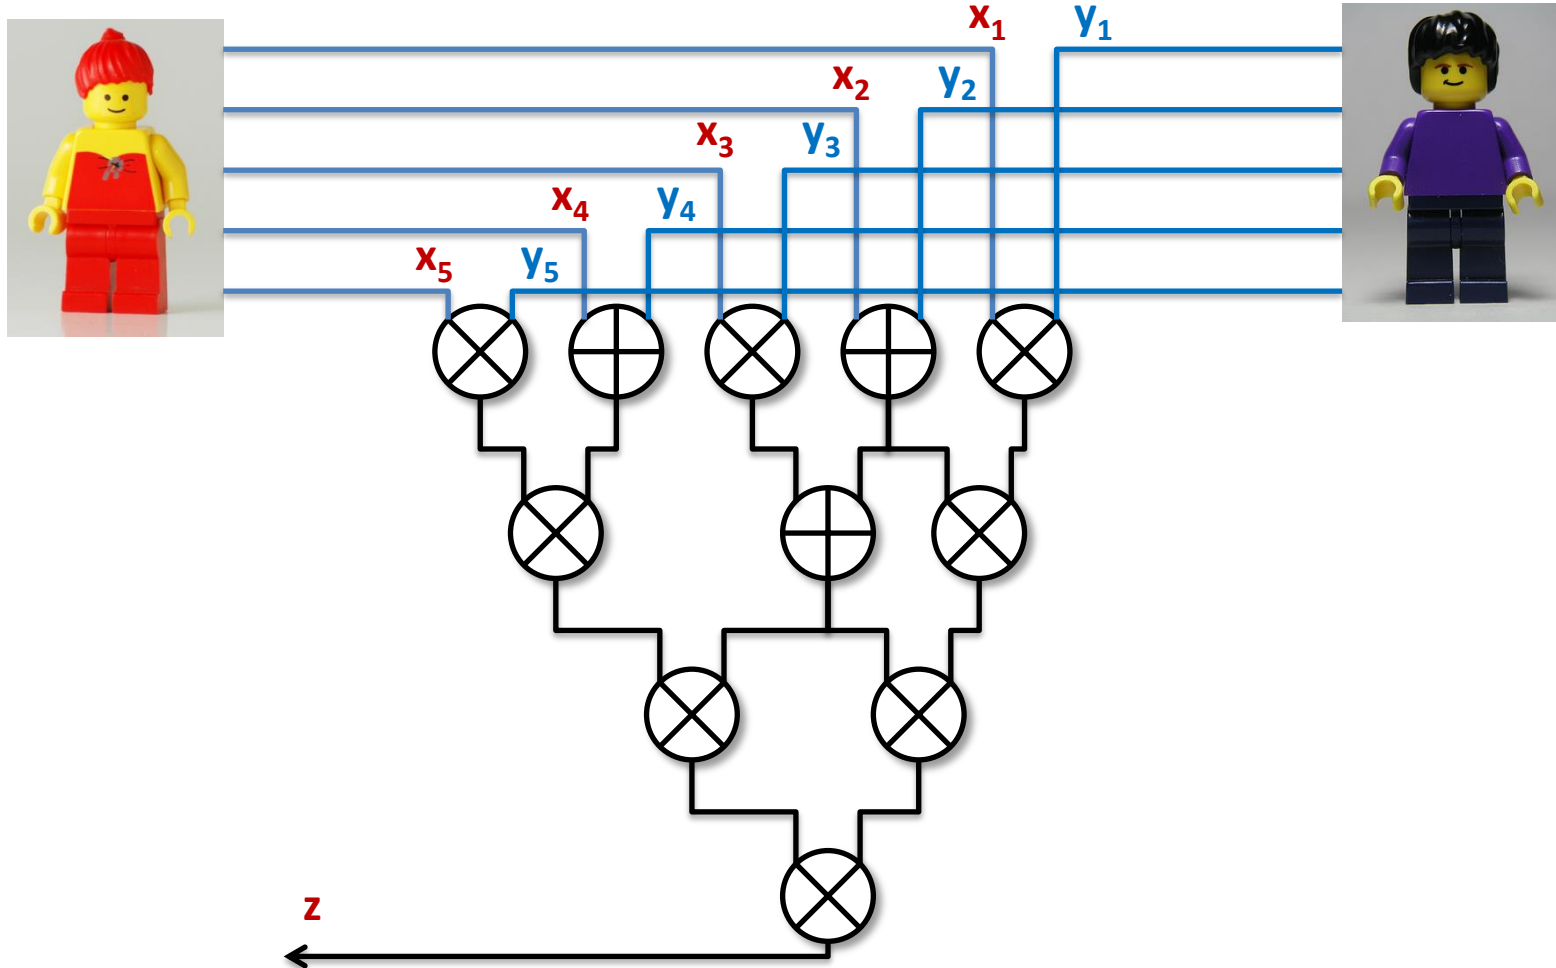 x₁ y₁
x₂ y₂
x₃ y₃
x₄ y₄
x₅ y₅
z